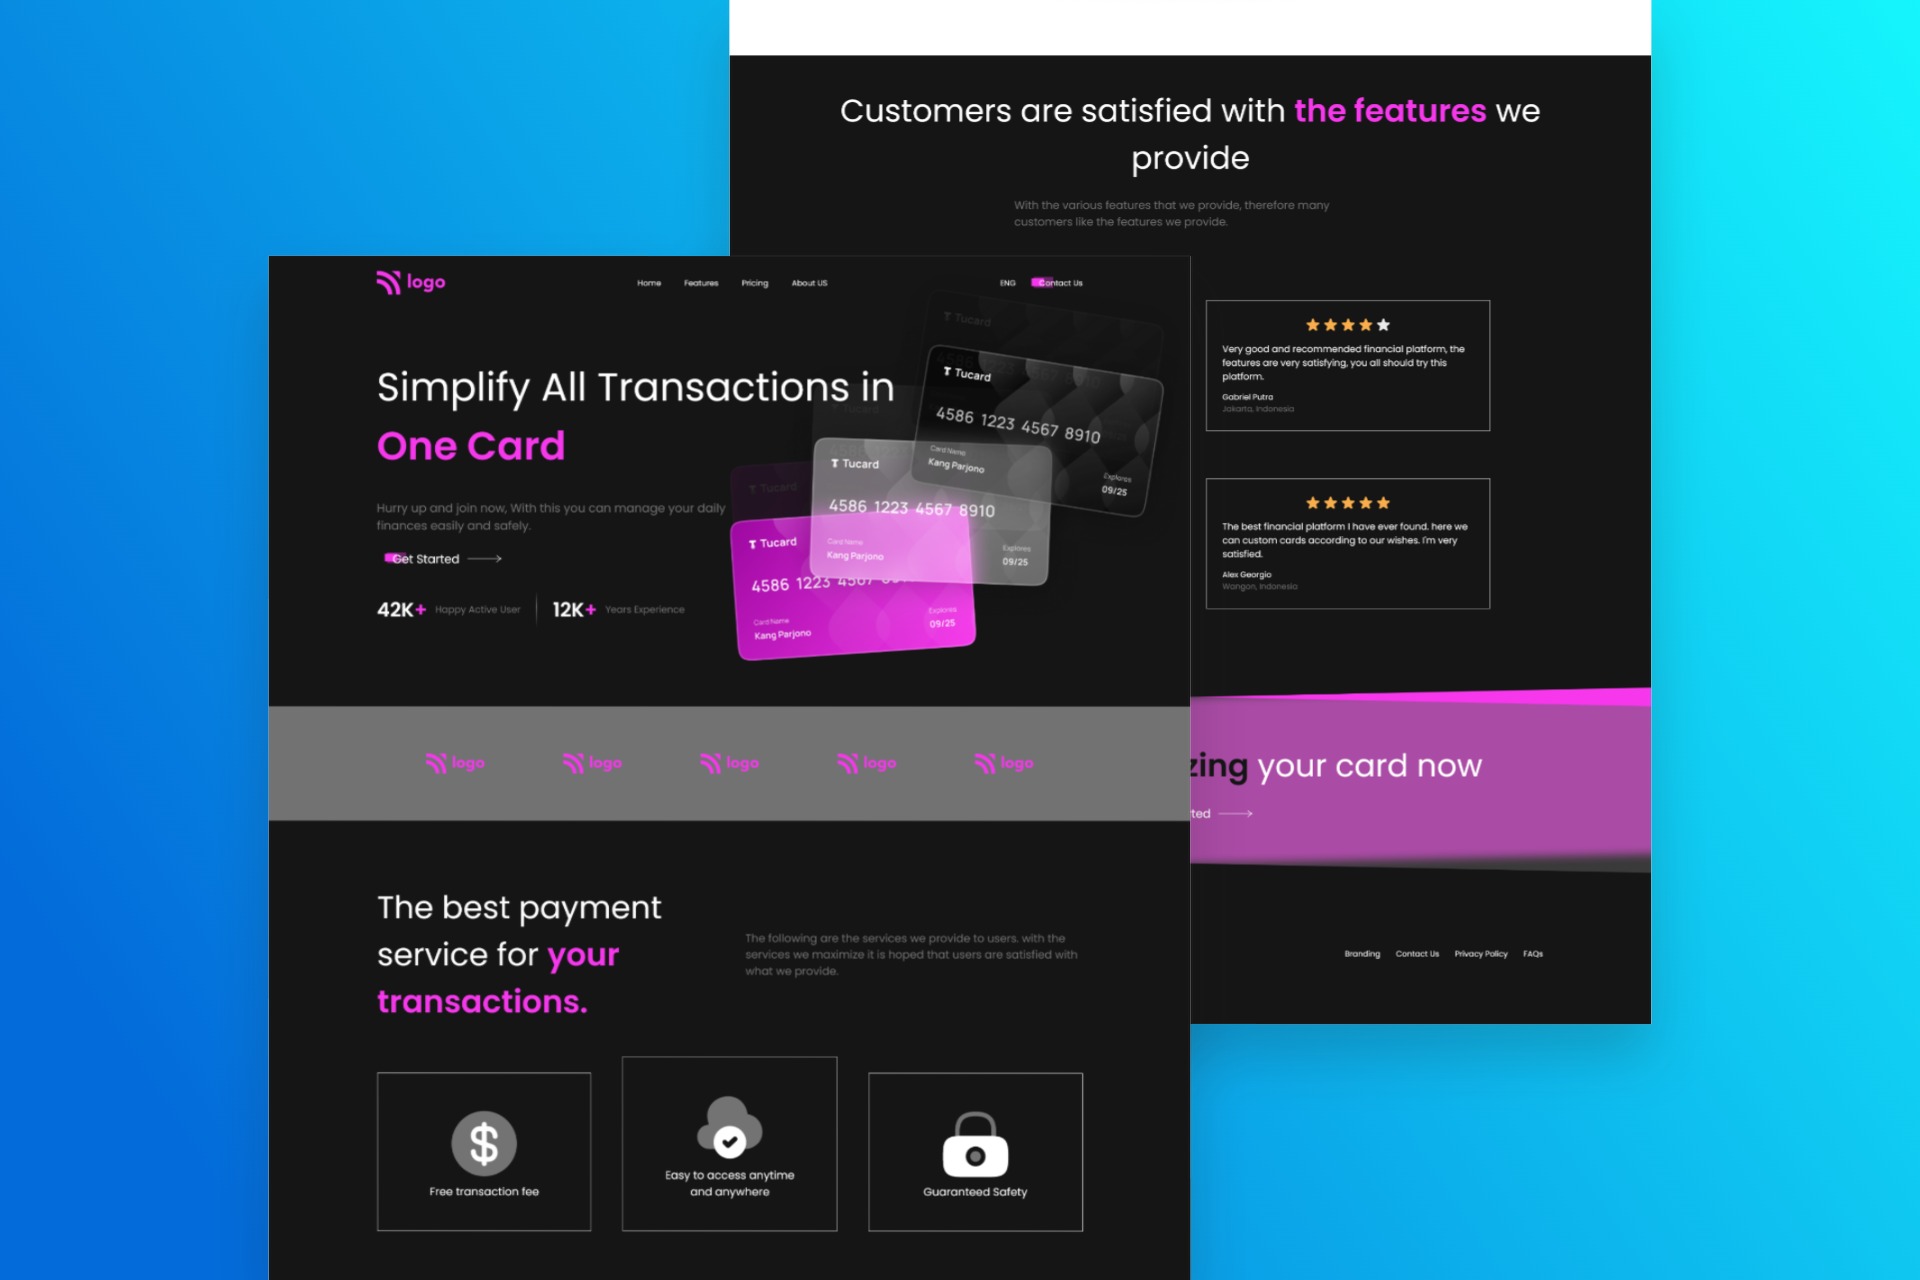 Customers are satisfied with the features we
provide
With the various features that we provide, therefore many
customers like the features we provide.
Very good and recommended financial platform, the
features are very satisfying, you all should try this
platform.
Gabriel Putra
Jakarta, Indonesia
The best financial platform I have ever found. here we
can custom cards according to our wishes. I'm very
satisfied.
Alex Georgio
Wangon, Indonesia
zing your card now
ted
Branding Contact Us Privacy Policy FAQs
logo
Home Features Pricing About US
ENG Contact Us
Simplify All Transactions in
One Card
Hurry up and join now, With this you can manage your daily
finances easily and safely.
Get Started
42K+ Happy Active User
12K+ Years Experience
Tucard
Tucard
4586 1223 4567 8910
Card Name
Kang Parjono
Explores
09/25
Tucard
Tucard
4586 1223 4567 8910
Card Name
Kang Parjono
Explores
09/25
Tucard
Tucard
4586 1223 4567
Card Name
Kang Parjono
Explores
09/25
logo logo logo logo logo
The best payment
service for your
transactions.
The following are the services we provide to users. with the
services we maximize it is hoped that users are satisfied with
what we provide.
Free transaction fee
Easy to access anytime
and anywhere
Guaranteed Safety